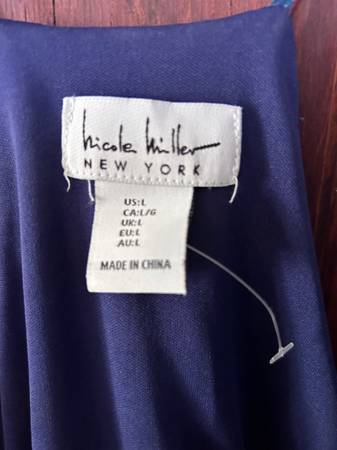 Nicole Miller
NEW YORK
US:L
CA:L/G
UK:L
EU:L
AU:L
MADE IN CHINA